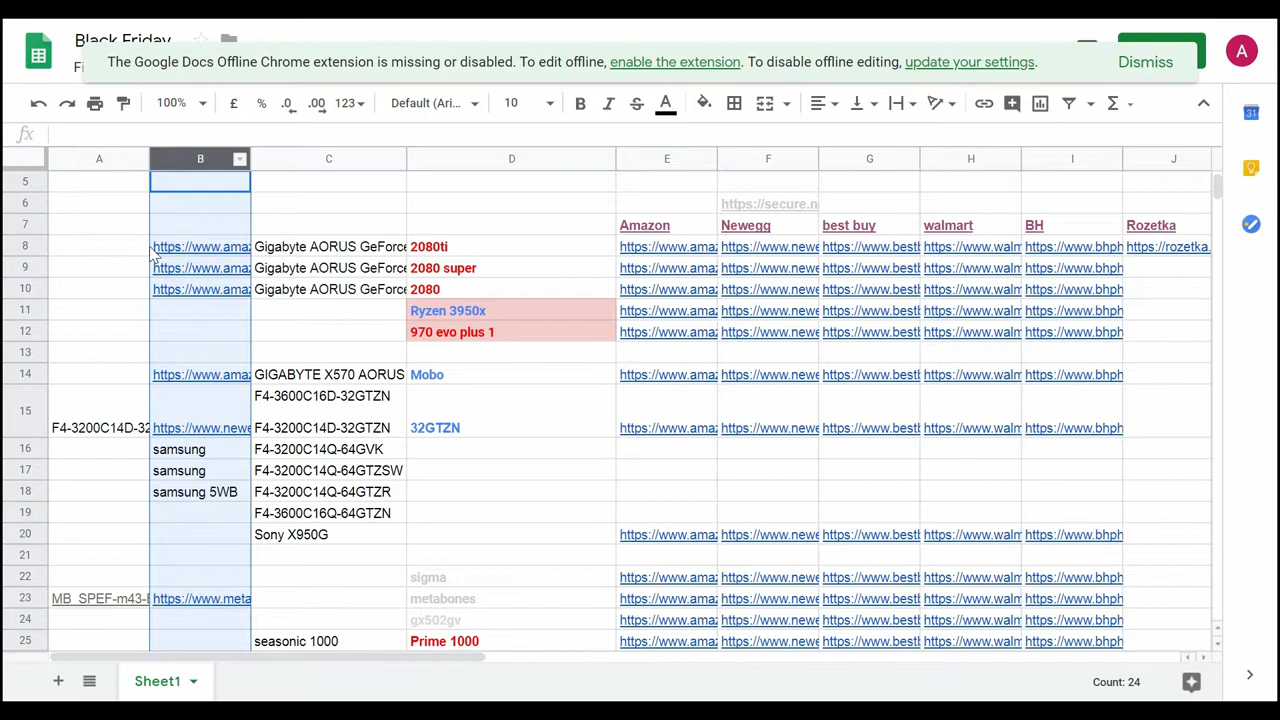 Black Friday
The Google Docs Offline Chrome extension is missing or disabled. To edit offline, enable the extension. To disable offline editing, update your settings. Dismiss
A
100% £ % .0 .00 123 Default (Ari... 10 B I S A Σ
31
fx
A B C D E F G H I J
5
6 https://secure.n
7 Amazon Newegg best buy walmart BH Rozetka
8 https://www.ama Gigabyte AORUS GeForce 2080ti https://www.ama https://www.newe https://www.best https://www.walm https://www.bhph https://rozetka.
9 https://www.ama Gigabyte AORUS GeForce 2080 super https://www.ama https://www.newe https://www.best https://www.walm https://www.bhph
10 https://www.ama Gigabyte AORUS GeForce 2080 https://www.ama https://www.newe https://www.best https://www.walm https://www.bhph
11 Ryzen 3950x https://www.ama https://www.newe https://www.best https://www.walm https://www.bhph
12 970 evo plus 1 https://www.ama https://www.newe https://www.best https://www.walm https://www.bhph
13
14 https://www.ama GIGABYTE X570 AORUS Mobo https://www.ama https://www.newe https://www.best https://www.walm https://www.bhph
F4-3600C16D-32GTZN
15 F4-3200C14D-32 https://www.newe F4-3200C14D-32GTZN 32GTZN https://www.ama https://www.newe https://www.best https://www.walm https://www.bhph
16 samsung F4-3200C14Q-64GVK
17 samsung F4-3200C14Q-64GTZSW
18 samsung 5WB F4-3200C14Q-64GTZR
19 F4-3600C16Q-64GTZN
20 Sony X950G https://www.ama https://www.newe https://www.best https://www.walm https://www.bhph
21
22 sigma https://www.ama https://www.newe https://www.best https://www.walm https://www.bhph
23 MB_SPEF-m43- https://www.meta metabones https://www.ama https://www.newe https://www.best https://www.walm https://www.bhph
24 gx502gv https://www.ama https://www.newe https://www.best https://www.walm https://www.bhph
25 seasonic 1000 Prime 1000 https://www.ama https://www.newe https://www.best https://www.walm https://www.bhph
Sheet1 Count: 24